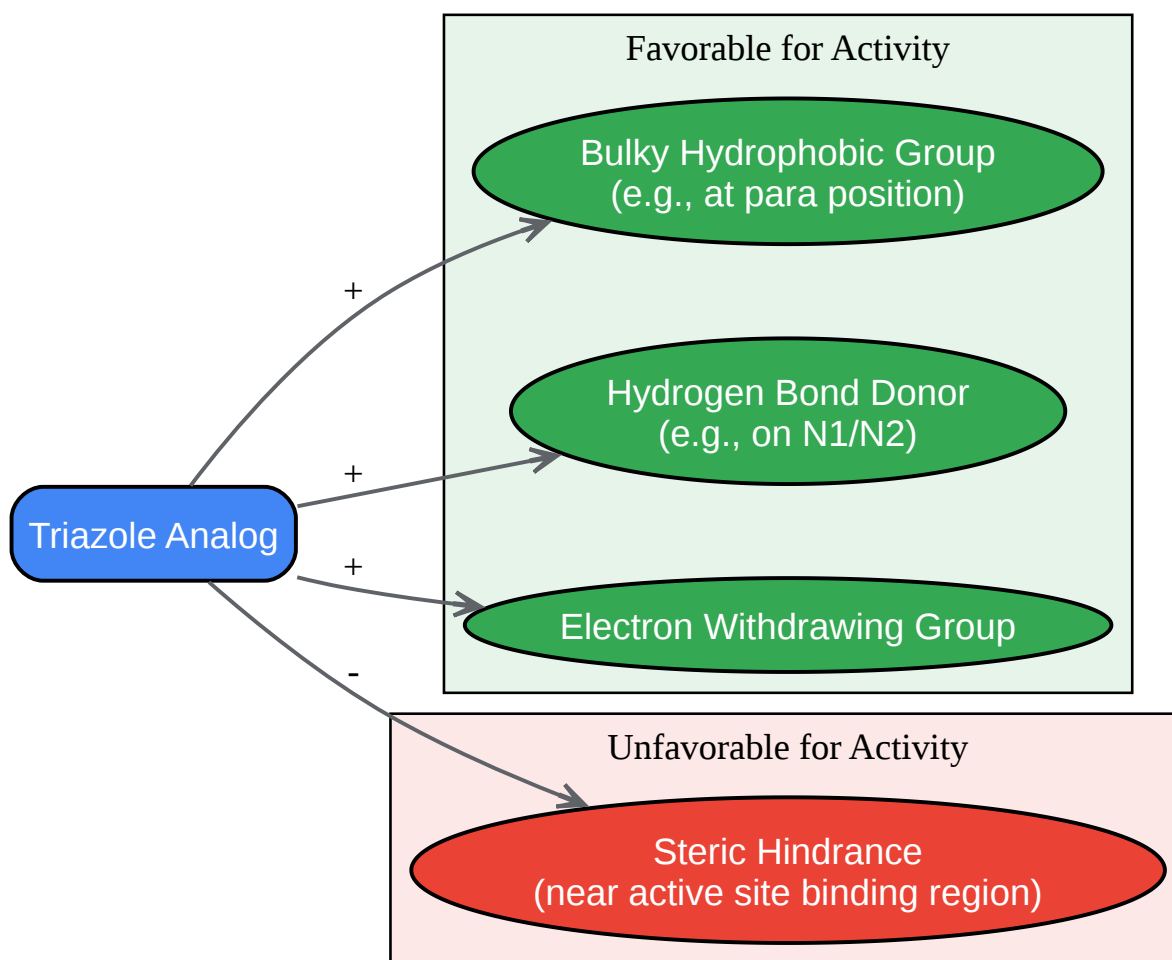 Favorable for Activity
Bulky Hydrophobic Group
(e.g., at para position)
+
Hydrogen Bond Donor
(e.g., on N1/N2)
+
Triazole Analog
+
Electron Withdrawing Group
-
Unfavorable for Activity
Steric Hindrance
(near active site binding region)